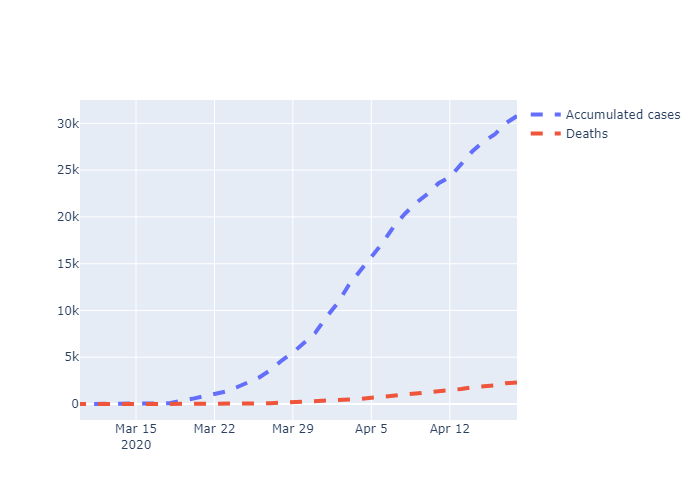 30k
25k
20k
15k
10k
5k
0
Mar 15
2020
Mar 22
Mar 29
Apr 5
Apr 12
Accumulated cases
Deaths